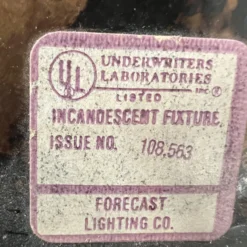 UL
UNDERWRITERS
LABORATORIES
INC.®
LISTED
INCANDESCENT FIXTURE
ISSUE NO. 108,563
FORECAST
LIGHTING CO.